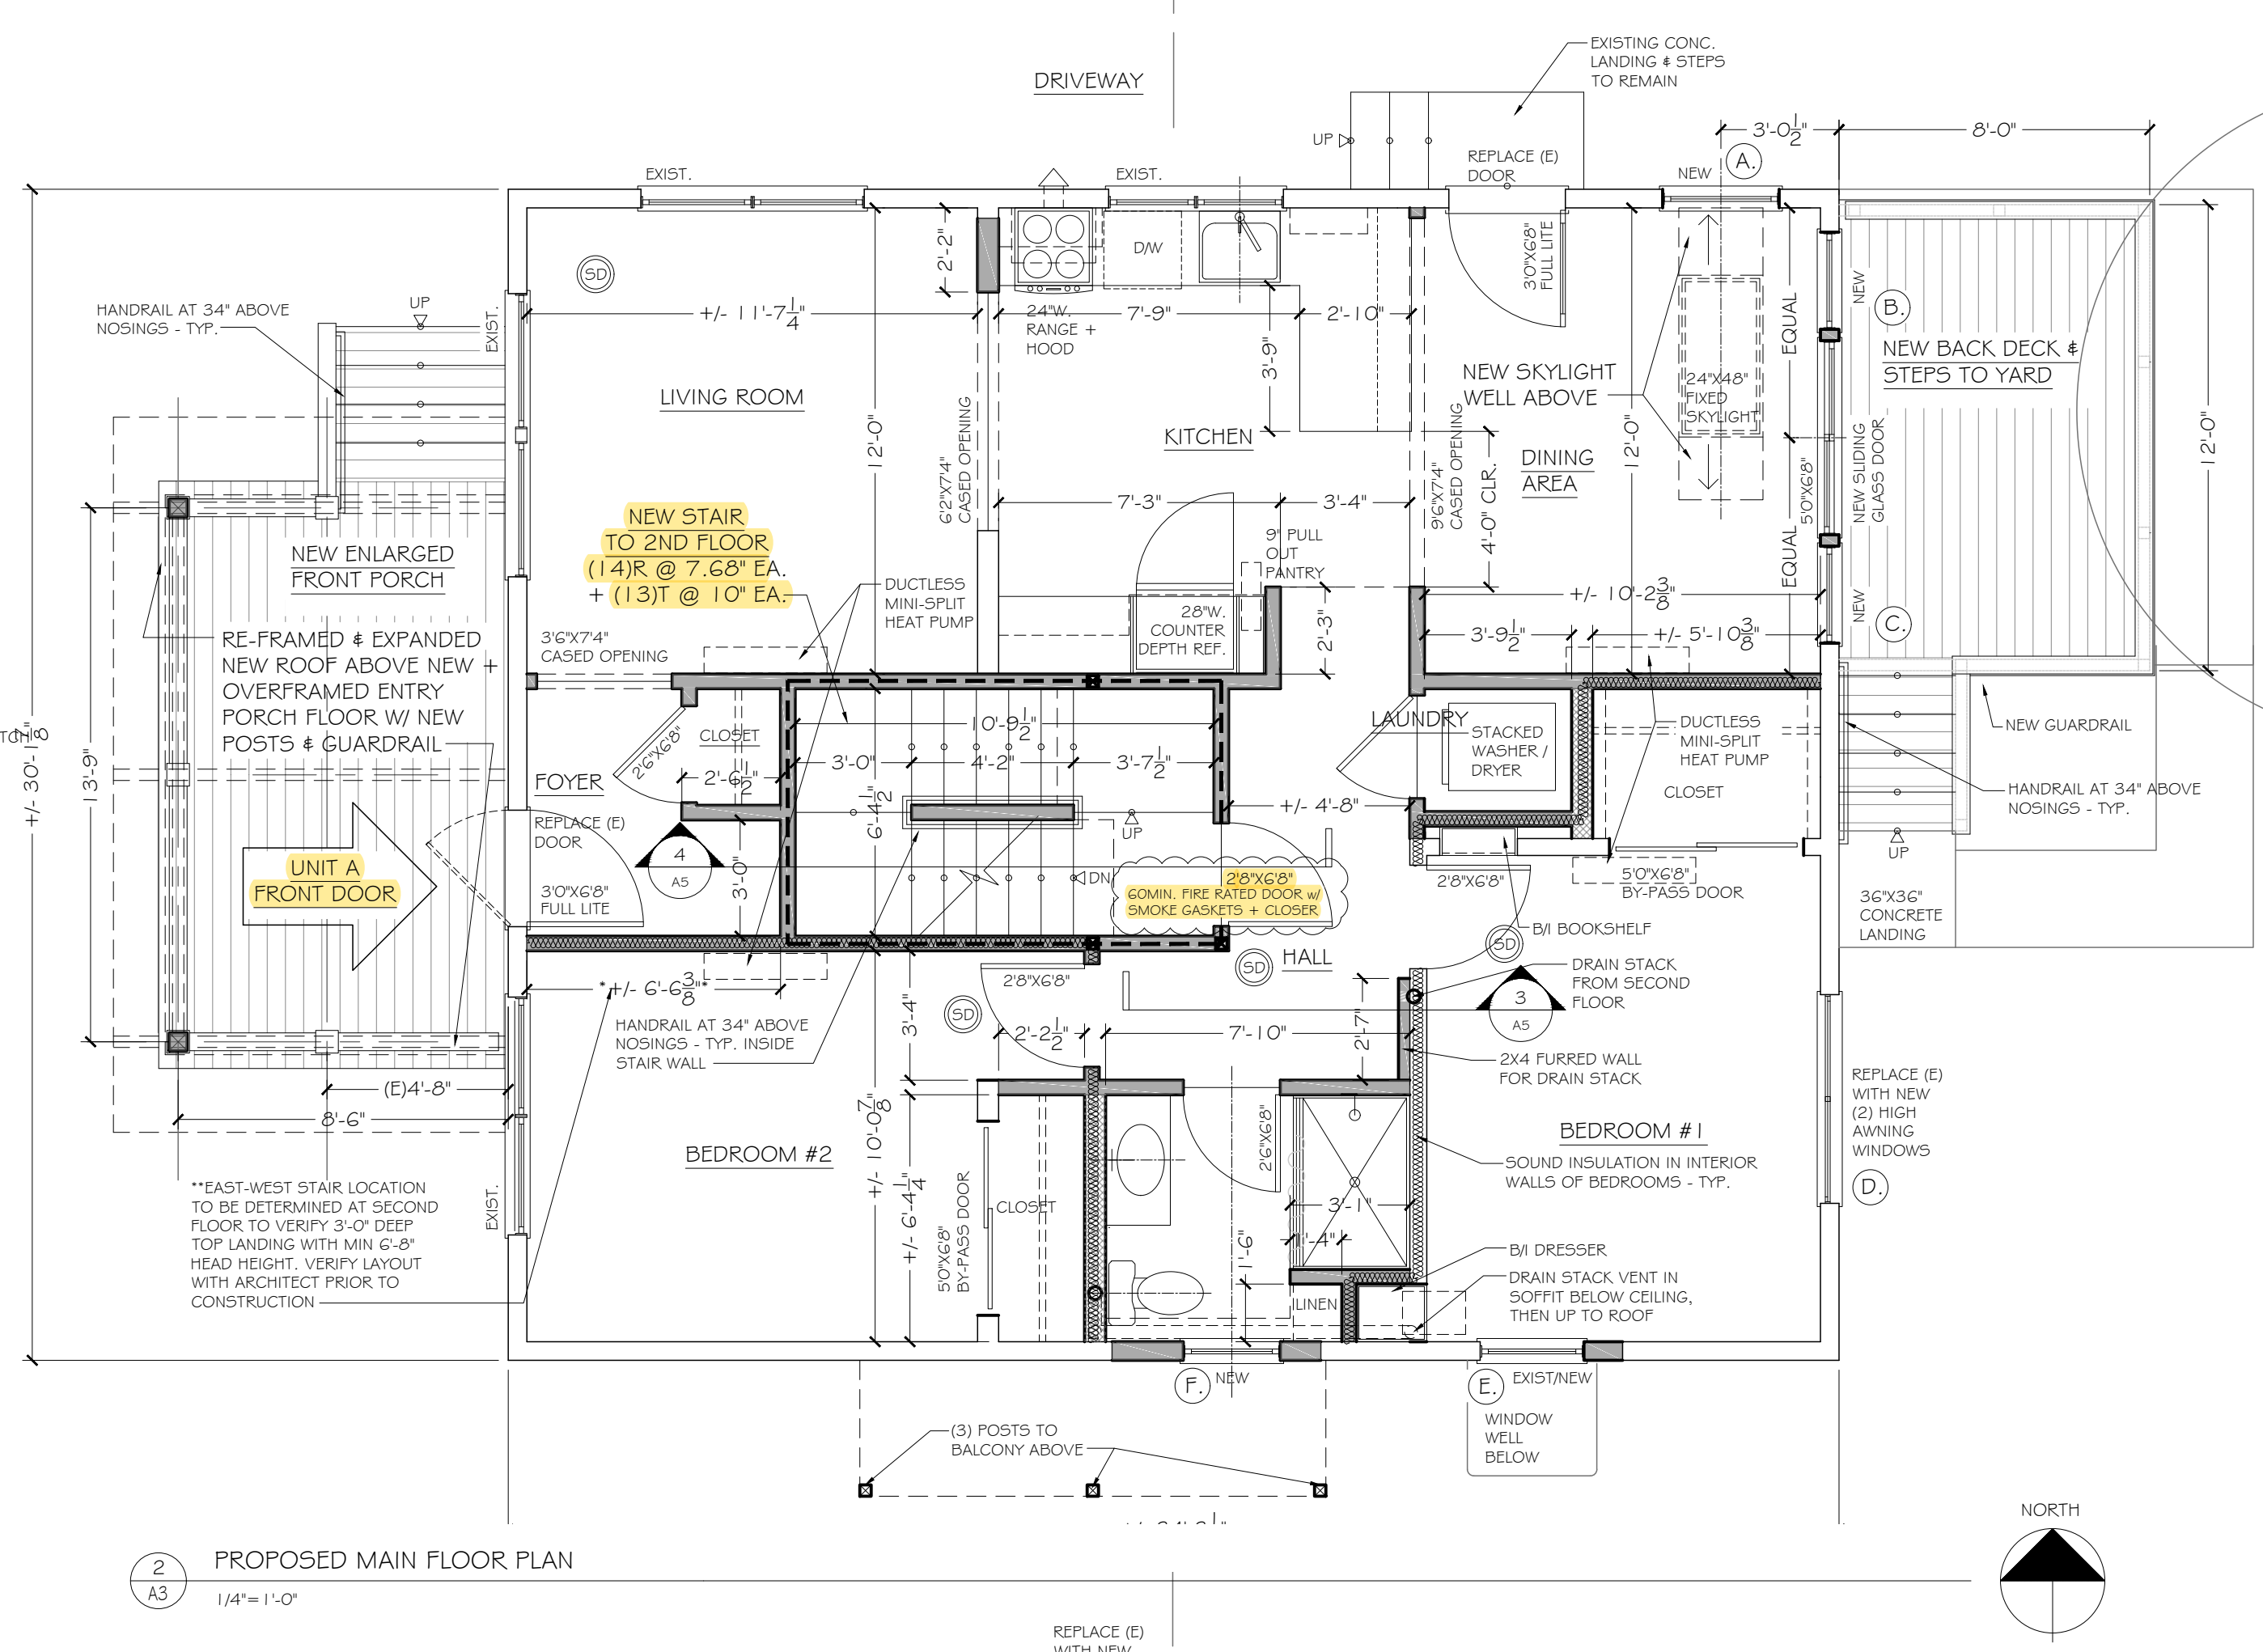 DRIVEWAY
EXISTING CONC.
LANDING & STEPS
TO REMAIN
UP
REPLACE (E)
DOOR
3'-0 1/2"
8'-0"
A.
NEW
EXIST.
EXIST.
SD
2'-2"
D/W
3'0"X6'8"
FULL LITE
HANDRAIL AT 34" ABOVE
NOSINGS - TYP.
UP
EXIST.
+/- 11'-7 1/4"
24"W.
RANGE +
HOOD
7'-9"
2'-10"
3'-9"
EQUAL
NEW
B.
NEW BACK DECK &
STEPS TO YARD
LIVING ROOM
12'-0"
6'2"X7'4"
CASED OPENING
KITCHEN
NEW SKYLIGHT
WELL ABOVE
24"X48"
FIXED
SKYLIGHT
9'6"X7'4"
CASED OPENING
DINING
AREA
12'-0"
4'-0" CLR.
5'0"X6'8"
NEW SLIDING
GLASS DOOR
12'-0"
7'-3"
3'-4"
NEW STAIR
TO 2ND FLOOR
(14)R @ 7.68" EA.
+ (13)T @ 10" EA.
NEW ENLARGED
FRONT PORCH
DUCTLESS
MINI-SPLIT
HEAT PUMP
9" PULL
OUT
PANTRY
28"W.
COUNTER
DEPTH REF.
2'-3"
EQUAL
NEW
C.
+/- 10'-2 3/8"
3'-9 1/2"
+/- 5'-10 3/8"
3'6"X7'4"
CASED OPENING
RE-FRAMED & EXPANDED
NEW ROOF ABOVE NEW +
OVERFRAMED ENTRY
PORCH FLOOR W/ NEW
POSTS & GUARDRAIL
+/- 30'-1 7/8"
13'-9"
FOYER
2'6"X6'8"
CLOSET
2'-6 1/2"
10'-9 1/2"
3'-0"
4'-2"
3'-7 1/2"
6'-4 1/2"
UP
DN
LAUNDRY
STACKED
WASHER /
DRYER
+/- 4'-8"
DUCTLESS
MINI-SPLIT
HEAT PUMP
CLOSET
NEW GUARDRAIL
HANDRAIL AT 34" ABOVE
NOSINGS - TYP.
UP
REPLACE (E)
DOOR
3'0"X6'8"
FULL LITE
4
A5
3'-0"
UNIT A
FRONT DOOR
2'8"X6'8"
60MIN. FIRE RATED DOOR w/
SMOKE GASKETS + CLOSER
2'8"X6'8"
5'0"X6'8"
BY-PASS DOOR
36"X36"
CONCRETE
LANDING
B/I BOOKSHELF
SD
HALL
SD
2'8"X6'8"
SD
DRAIN STACK
FROM SECOND
FLOOR
3
A5
*+/- 6'-6 3/8"*
HANDRAIL AT 34" ABOVE
NOSINGS - TYP. INSIDE
STAIR WALL
3'-4"
2'-2 1/2"
7'-10"
2'-7"
2X4 FURRED WALL
FOR DRAIN STACK
(E)4'-8"
8'-6"
REPLACE (E)
WITH NEW
(2) HIGH
AWNING
WINDOWS
D.
BEDROOM #2
+/- 10'-0 7/8"
+/- 6'-4 1/4"
5'0"X6'8"
BY-PASS DOOR
CLOSET
2'6"X6'8"
BEDROOM #1
SOUND INSULATION IN INTERIOR
WALLS OF BEDROOMS - TYP.
**EAST-WEST STAIR LOCATION
TO BE DETERMINED AT SECOND
FLOOR TO VERIFY 3'-0" DEEP
TOP LANDING WITH MIN 6'-8"
HEAD HEIGHT. VERIFY LAYOUT
WITH ARCHITECT PRIOR TO
CONSTRUCTION
EXIST.
3'-1"
1'-4"
1'-6"
LINEN
B/I DRESSER
DRAIN STACK VENT IN
SOFFIT BELOW CEILING,
THEN UP TO ROOF
F.
NEW
E.
EXIST/NEW
WINDOW
WELL
BELOW
(3) POSTS TO
BALCONY ABOVE
NORTH
2
A3
PROPOSED MAIN FLOOR PLAN
1/4"=1'-0"
REPLACE (E)